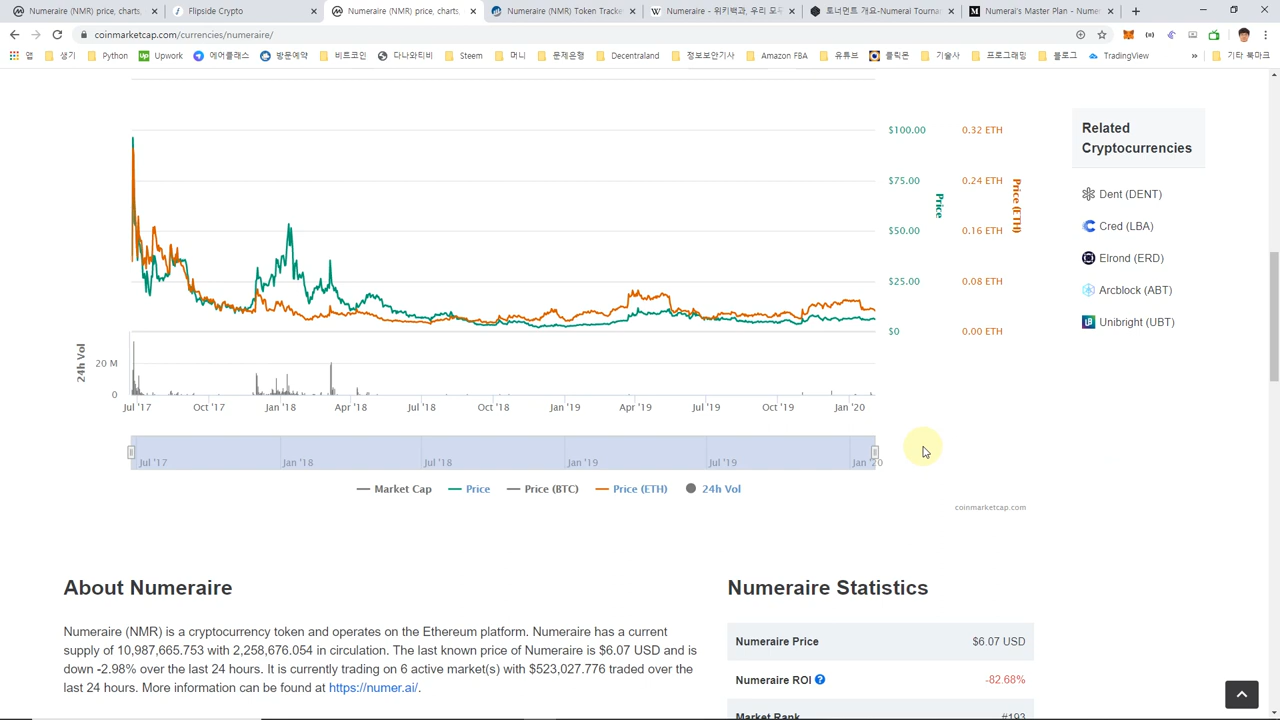 Numeraire (NMR) price, charts,
Flipside Crypto
Numeraire (NMR) price, charts,
Numeraire (NMR) Token Tracke
Numeraire - 위키백과, 우리 모두
토너먼트 개요-Numerai Tournam
Numerai's Master Plan - Numer
coinmarketcap.com/currencies/numeraire/
앱
생기
Python
Upwork
에어클래스
방문예약
비트코인
다나와티비
Steem
머니
문제은행
Decentraland
정보보안기사
Amazon FBA
유튜브
클릭몬
기술사
프로그래밍
블로그
TradingView
»
기타 북마크
$100.00 0.32 ETH
$75.00 0.24 ETH
$50.00 0.16 ETH
$25.00 0.08 ETH
$0 0.00 ETH
Price
Price (ETH)
24h Vol
20 M
0
Jul '17 Oct '17 Jan '18 Apr '18 Jul '18 Oct '18 Jan '19 Apr '19 Jul '19 Oct '19 Jan '20
Jul '17 Jan '18 Jul '18 Jan '19 Jul '19 Jan '20
Market Cap Price Price (BTC) Price (ETH) 24h Vol
coinmarketcap.com
Related
Cryptocurrencies
Dent (DENT)
Cred (LBA)
Elrond (ERD)
Arcblock (ABT)
Unibright (UBT)
About Numeraire
Numeraire (NMR) is a cryptocurrency token and operates on the Ethereum platform. Numeraire has a current
supply of 10,987,665.753 with 2,258,676.054 in circulation. The last known price of Numeraire is $6.07 USD and is
down -2.98% over the last 24 hours. It is currently trading on 6 active market(s) with $523,027.776 traded over the
last 24 hours. More information can be found at https://numer.ai/.
Numeraire Statistics
Numeraire Price $6.07 USD
Numeraire ROI -82.68%
Market Rank #193